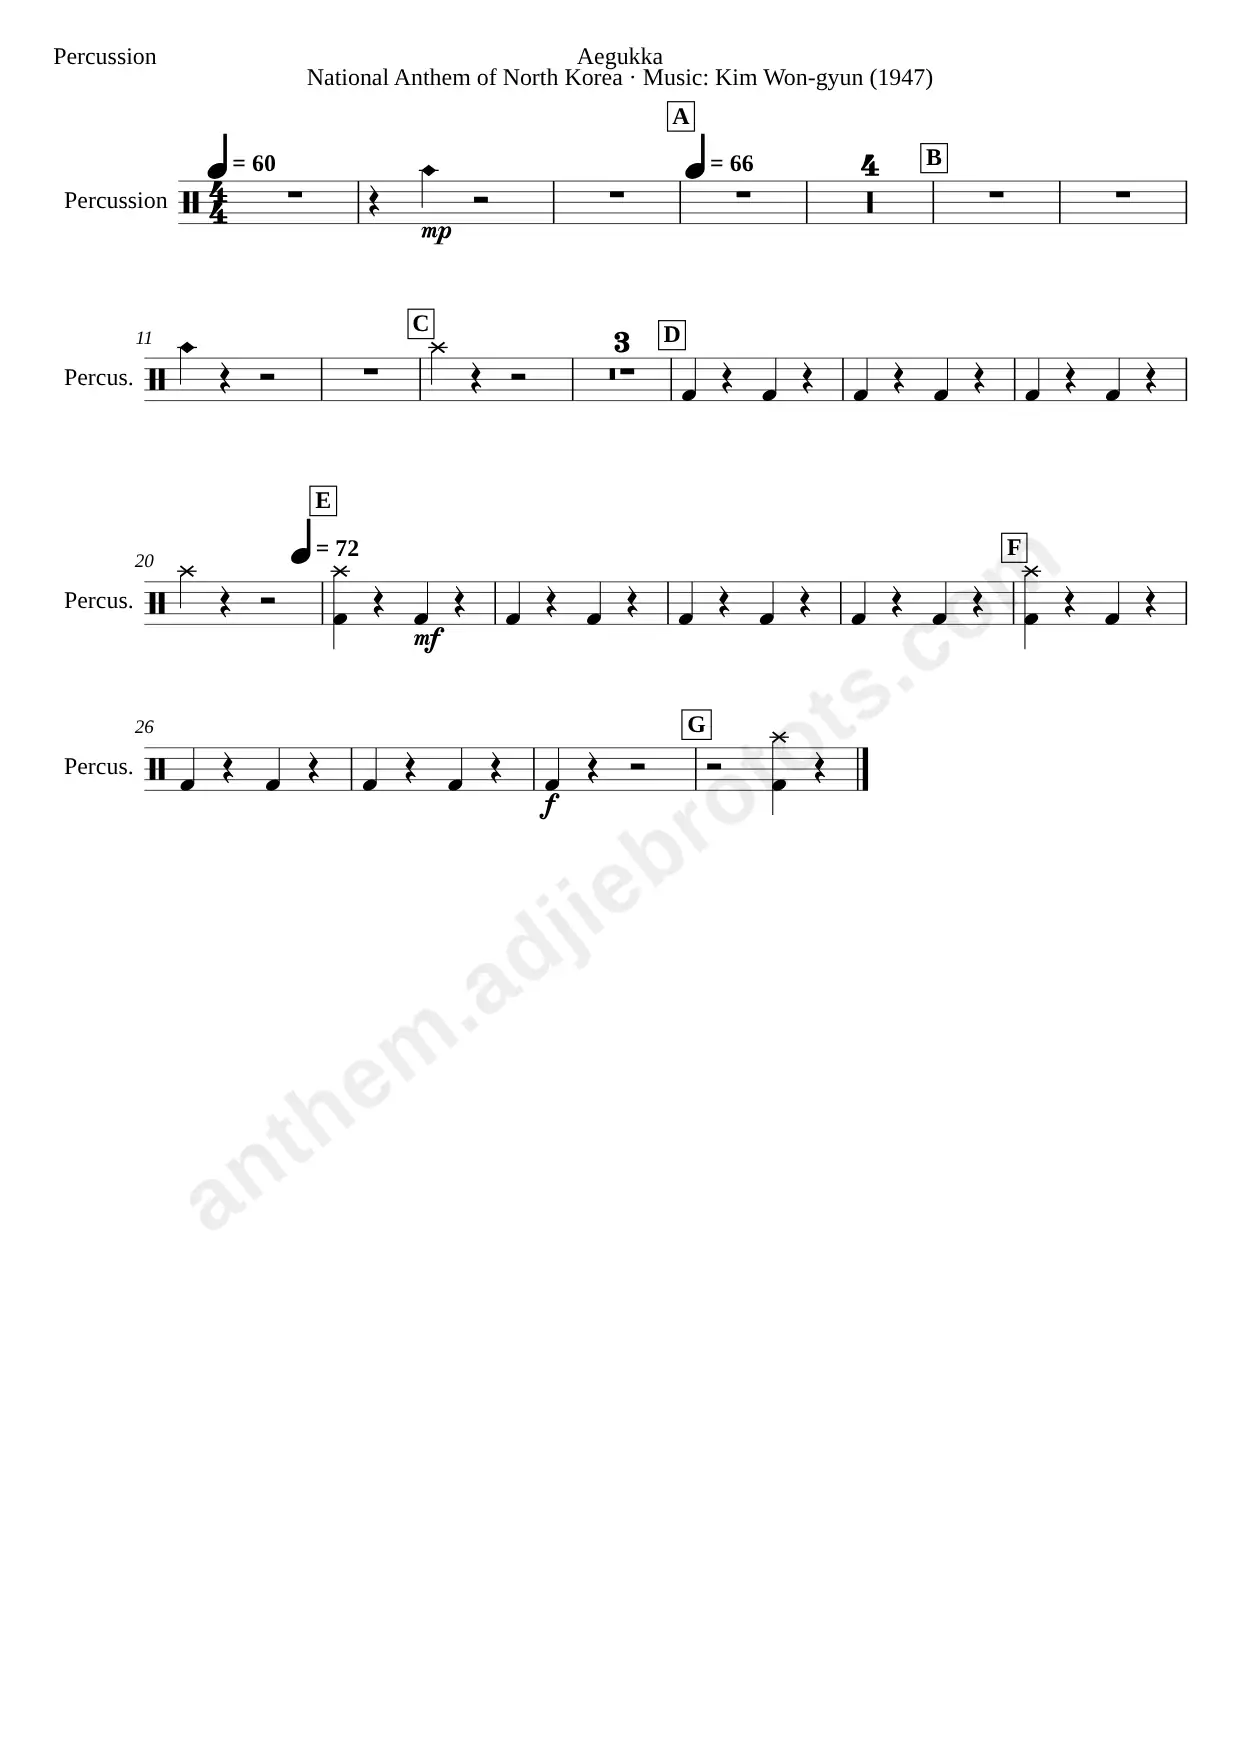 Percussion
Aegukka
National Anthem of North Korea · Music: Kim Won-gyun (1947)
A
= 60
= 66
4
B
Percussion
4
4
mp
11
C
3
D
Percus.
E
= 72
20
F
Percus.
mf
26
G
Percus.
f
anthem.adjiebrotots.com